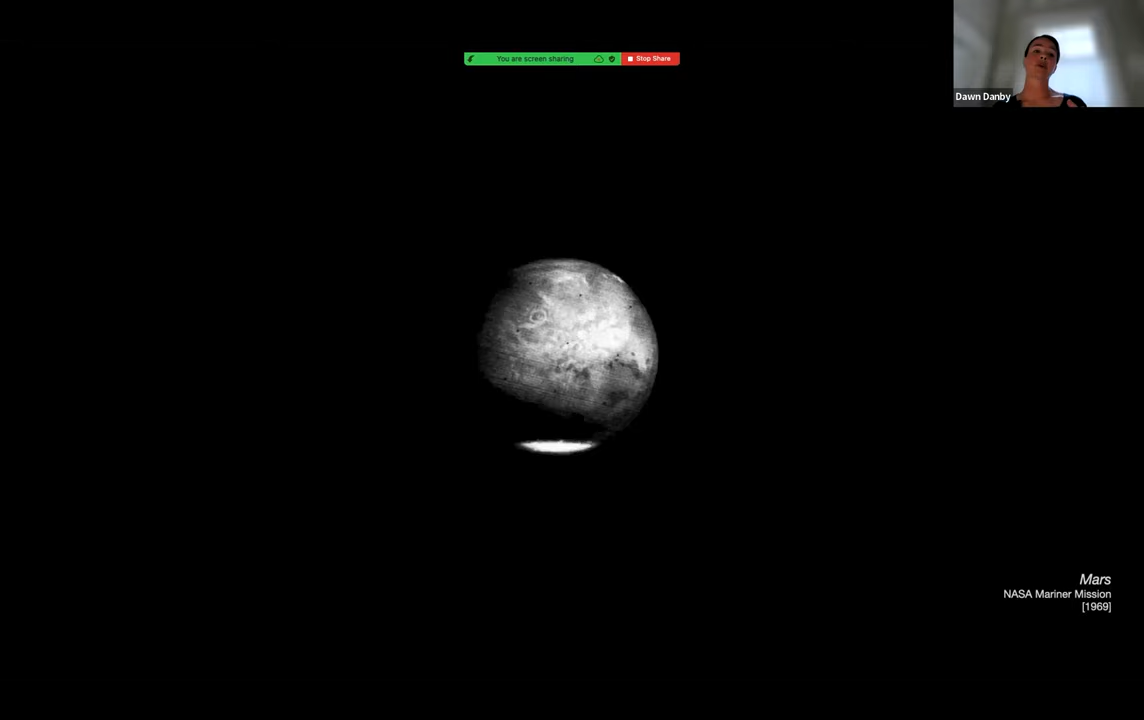 You are screen sharing
Stop Share
Dawn Danby
Mars
NASA Mariner Mission
[1969]